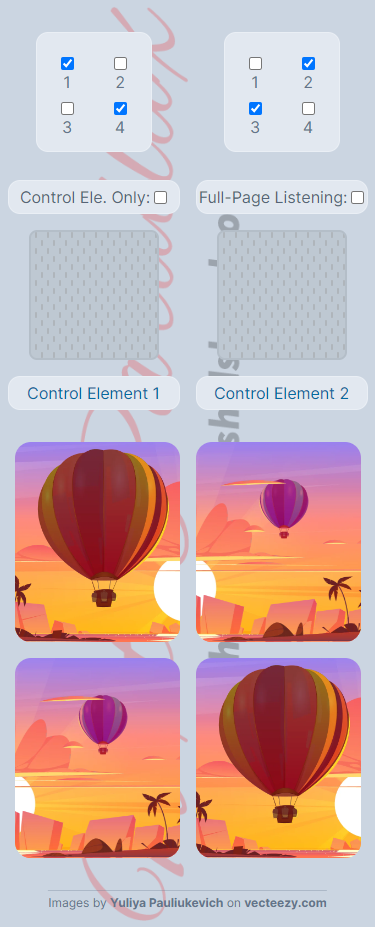 1 2 1 2
3 4 3 4
Control Ele. Only: Full-Page Listening:
Control Element 1 Control Element 2
Images by Yuliya Pauliukevich on vecteezy.com